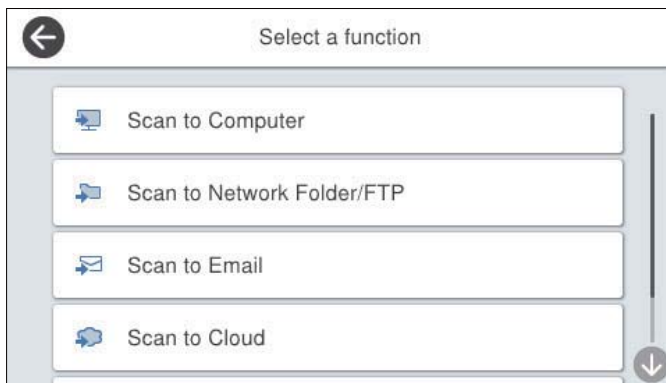 Select a function
Scan to Computer
Scan to Network Folder/FTP
Scan to Email
Scan to Cloud